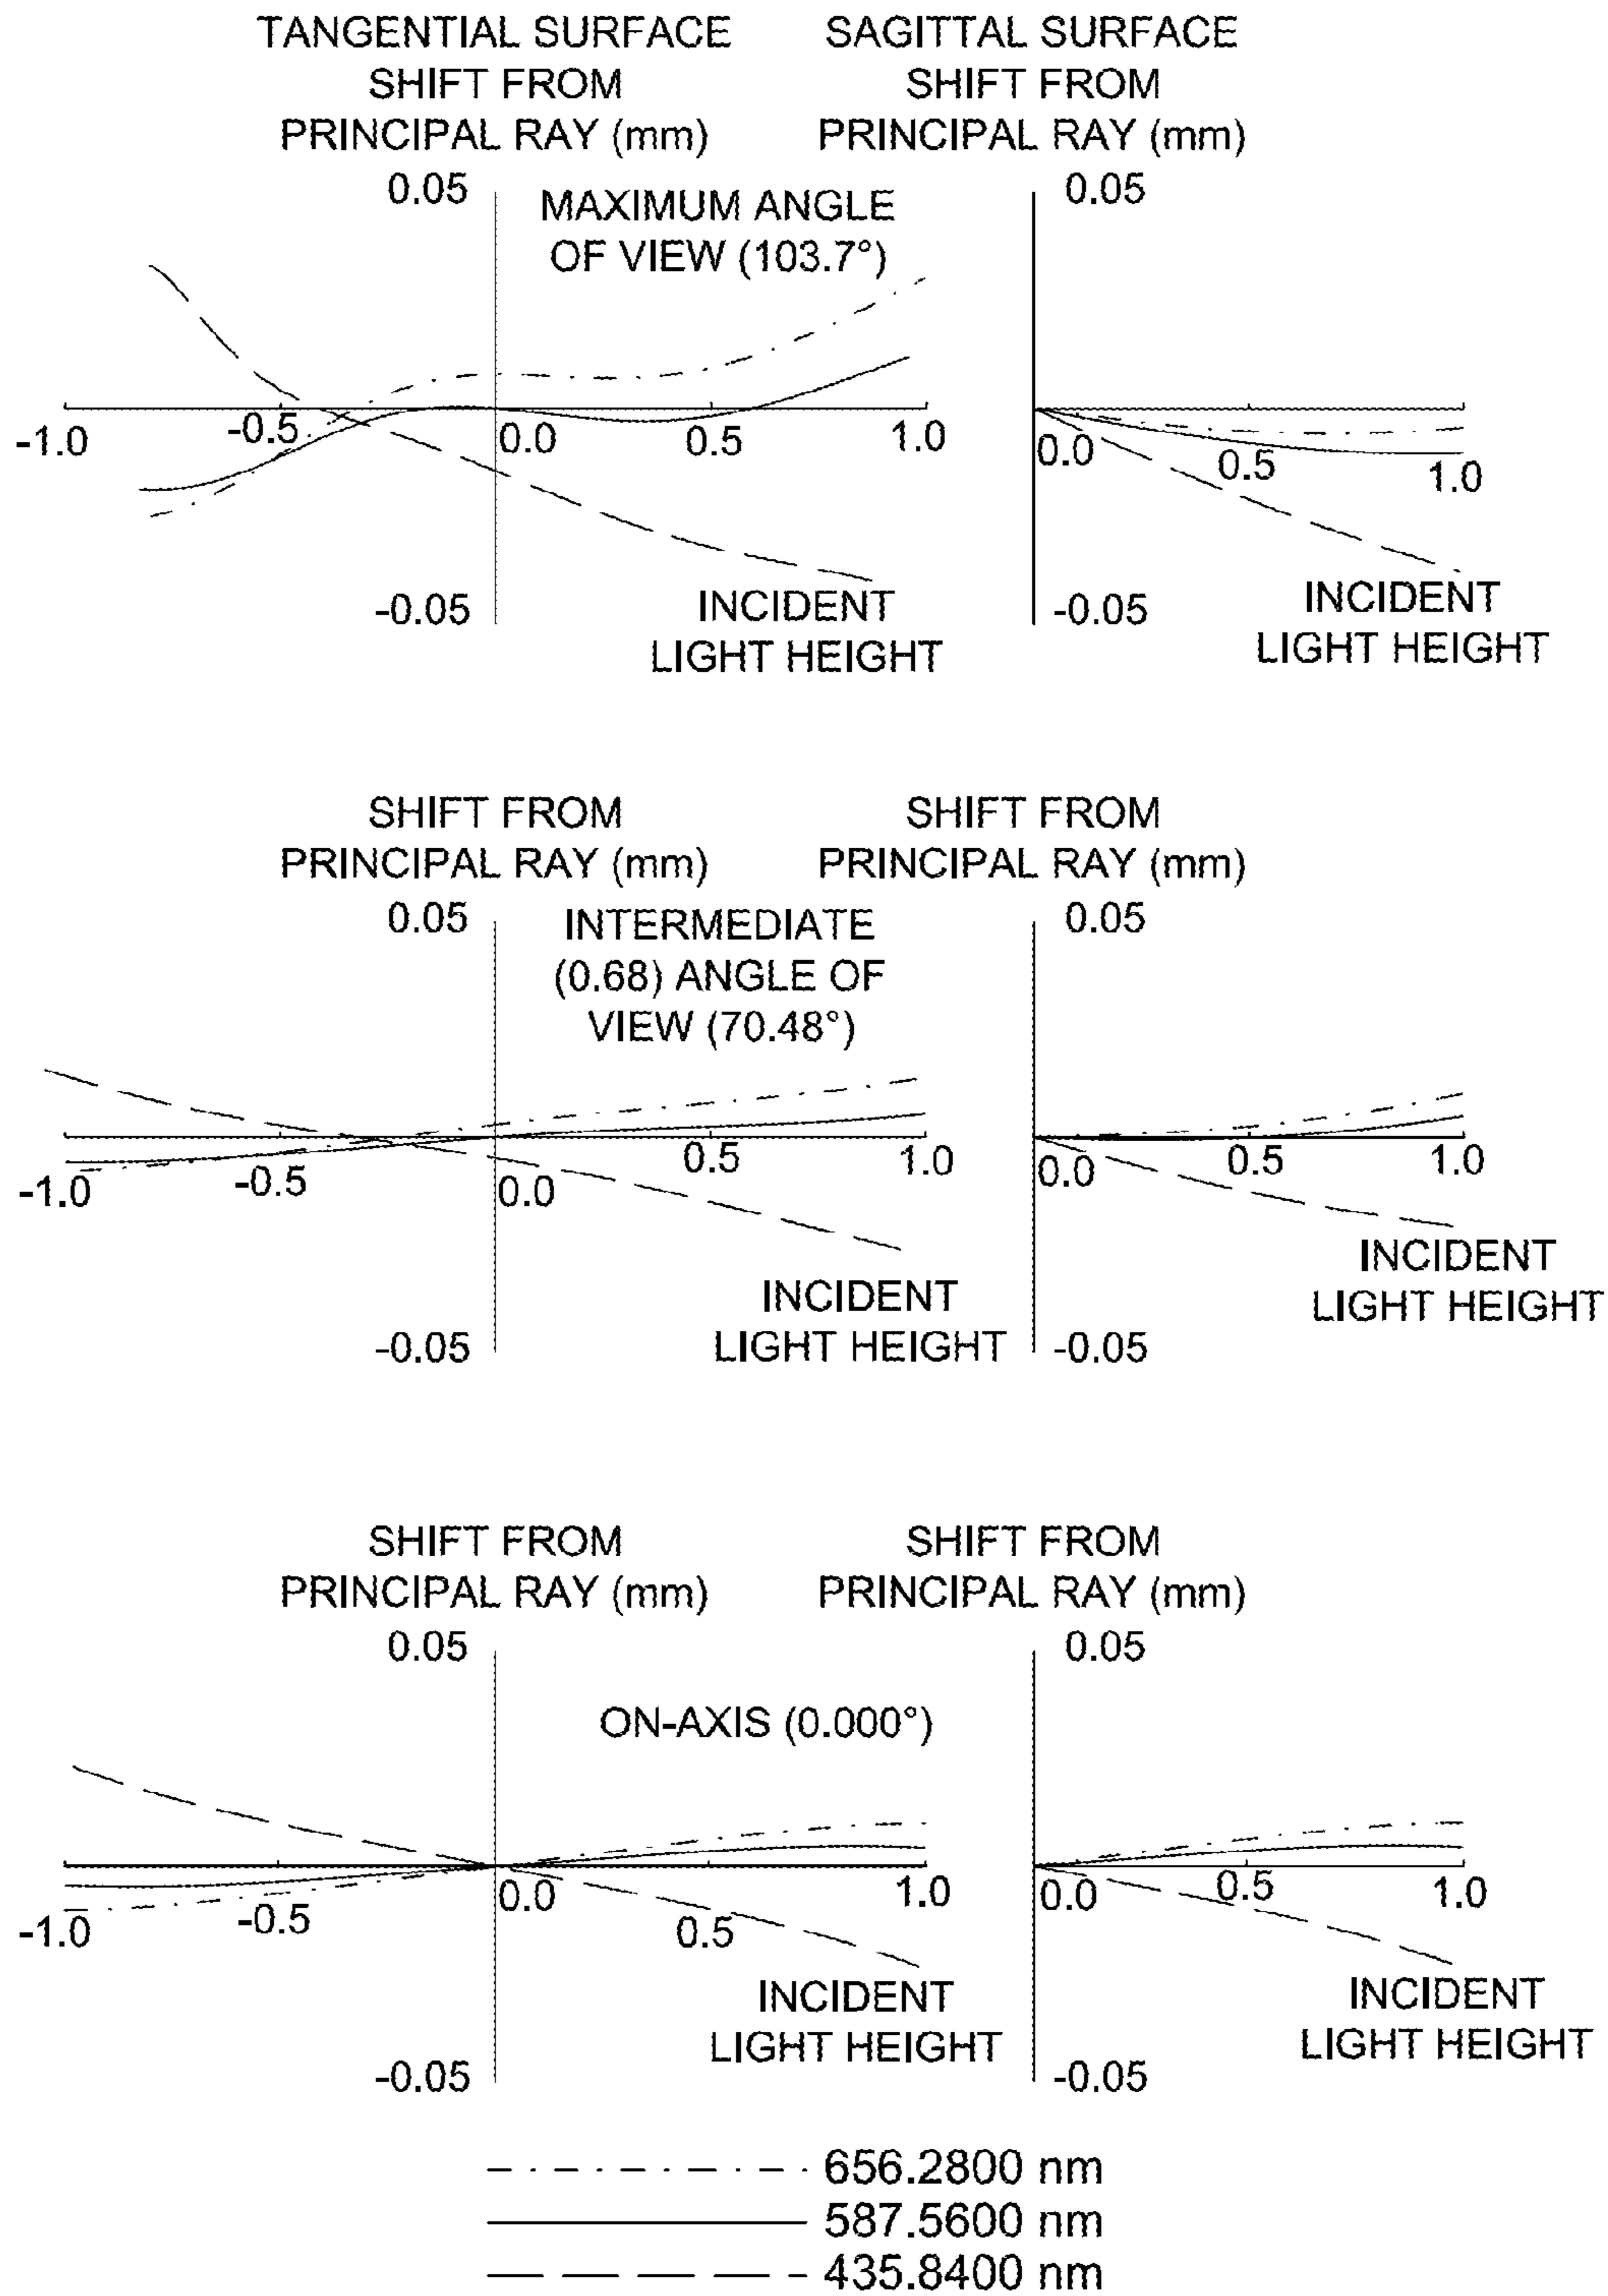 TANGENTIAL SURFACE
SHIFT FROM
PRINCIPAL RAY (mm)
SAGITTAL SURFACE
SHIFT FROM
PRINCIPAL RAY (mm)
0.05
MAXIMUM ANGLE
OF VIEW (103.7°)
-1.0
-0.5
0.0
0.5
1.0
-0.05
INCIDENT
LIGHT HEIGHT
0.05
0.0
0.5
1.0
-0.05
INCIDENT
LIGHT HEIGHT
SHIFT FROM
PRINCIPAL RAY (mm)
SHIFT FROM
PRINCIPAL RAY (mm)
0.05
INTERMEDIATE
(0.68) ANGLE OF
VIEW (70.48°)
-1.0
-0.5
0.0
0.5
1.0
INCIDENT
LIGHT HEIGHT
-0.05
0.05
0.0
0.5
1.0
INCIDENT
LIGHT HEIGHT
-0.05
SHIFT FROM
PRINCIPAL RAY (mm)
SHIFT FROM
PRINCIPAL RAY (mm)
0.05
ON-AXIS (0.000°)
-1.0
-0.5
0.0
0.5
1.0
INCIDENT
LIGHT HEIGHT
-0.05
0.05
0.0
0.5
1.0
INCIDENT
LIGHT HEIGHT
-0.05
656.2800 nm
587.5600 nm
435.8400 nm